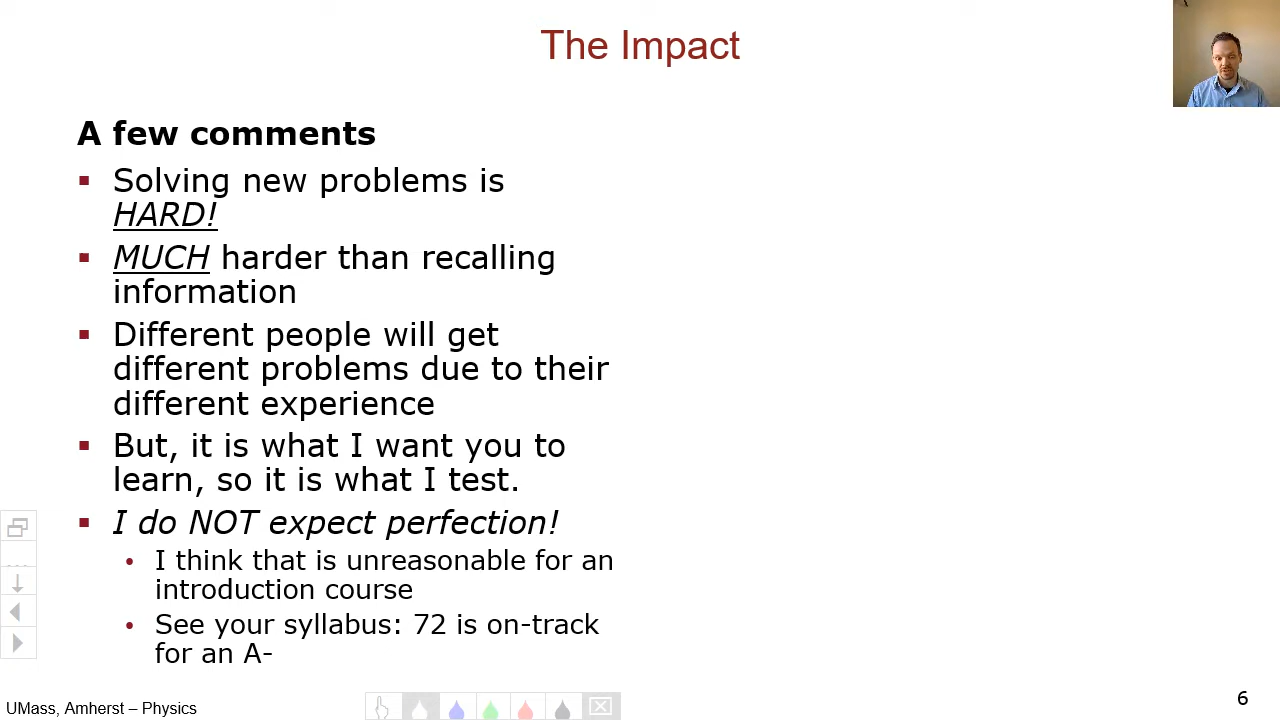 The Impact
A few comments
Solving new problems is
HARD!
MUCH harder than recalling
information
Different people will get
different problems due to their
different experience
But, it is what I want you to
learn, so it is what I test.
I do NOT expect perfection!
I think that is unreasonable for an
introduction course
See your syllabus: 72 is on-track
for an A-
UMass, Amherst – Physics
6